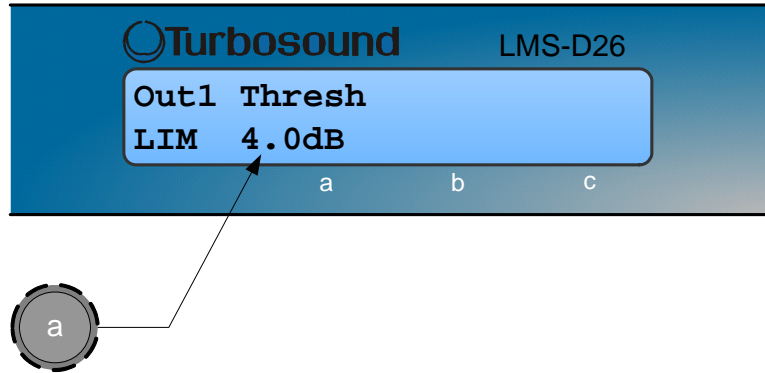 Turbosound LMS-D26
Out1 Thresh
LIM 4.0dB
a b c
a